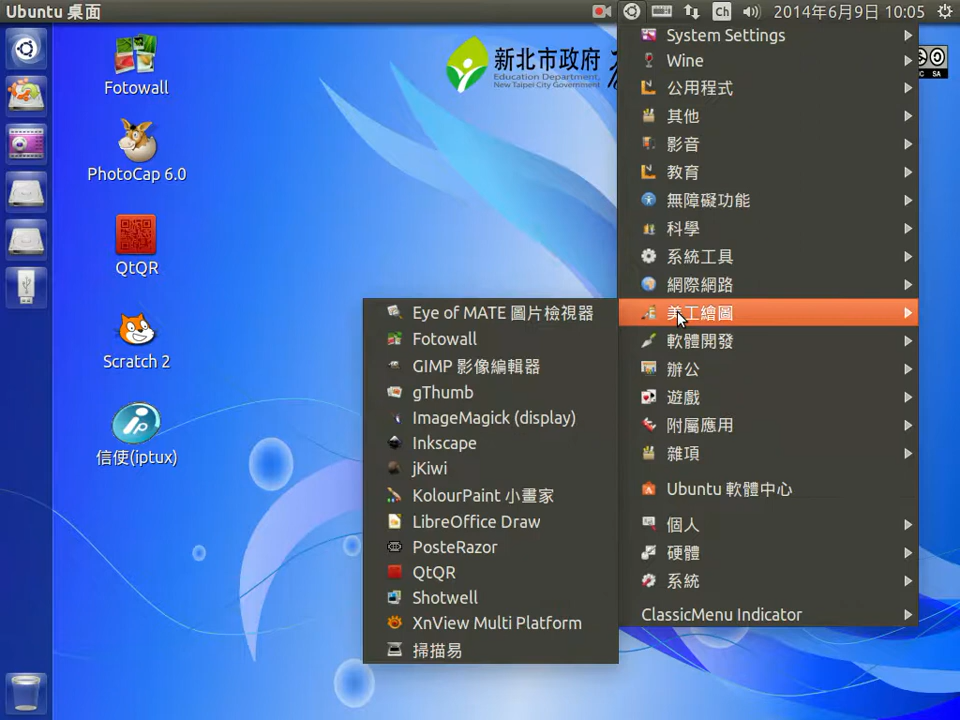 Ubuntu 桌面
Ch
2014年6月9日 10:05
Fotowall
PhotoCap 6.0
QtQR
Scratch 2
信使(iptux)
新北市政府
Education Department,
New Taipei City Government
SA
System Settings
Wine
公用程式
其他
影音
教育
無障礙功能
科學
系統工具
網際網路
美工繪圖
軟體開發
辦公
遊戲
附屬應用
雜項
Ubuntu 軟體中心
個人
硬體
系統
ClassicMenu Indicator
Eye of MATE 圖片檢視器
Fotowall
GIMP 影像編輯器
gThumb
ImageMagick (display)
Inkscape
jKiwi
KolourPaint 小畫家
LibreOffice Draw
PosteRazor
QtQR
Shotwell
XnView Multi Platform
掃描易